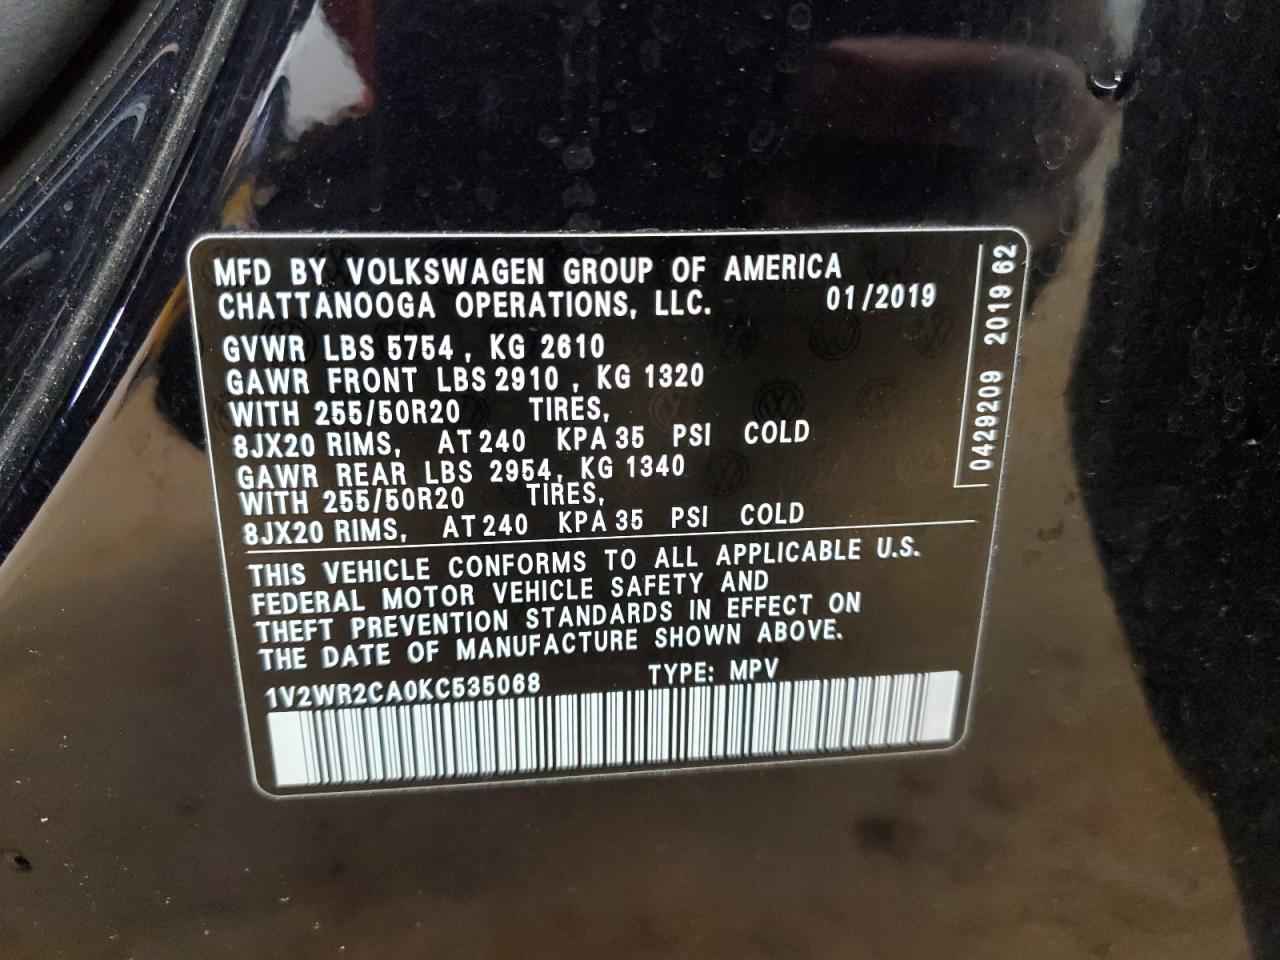 MFD BY VOLKSWAGEN GROUP OF AMERICA
CHATTANOOGA OPERATIONS, LLC. 01/2019
GVWR LBS 5754 , KG 2610
GAWR FRONT LBS 2910 , KG 1320
WITH 255/50R20 TIRES,
8JX20 RIMS, AT 240 KPA 35 PSI COLD
GAWR REAR LBS 2954, KG 1340
WITH 255/50R20 TIRES,
8JX20 RIMS, AT 240 KPA 35 PSI COLD
THIS VEHICLE CONFORMS TO ALL APPLICABLE U.S.
FEDERAL MOTOR VEHICLE SAFETY AND
THEFT PREVENTION STANDARDS IN EFFECT ON
THE DATE OF MANUFACTURE SHOWN ABOVE.
1V2WR2CA0KC535068 TYPE: MPV
0429209 2019 62